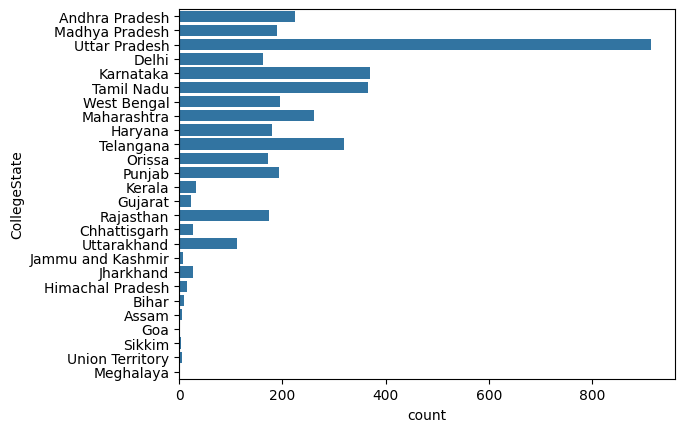 CollegeState
Andhra Pradesh
Madhya Pradesh
Uttar Pradesh
Delhi
Karnataka
Tamil Nadu
West Bengal
Maharashtra
Haryana
Telangana
Orissa
Punjab
Kerala
Gujarat
Rajasthan
Chhattisgarh
Uttarakhand
Jammu and Kashmir
Jharkhand
Himachal Pradesh
Bihar
Assam
Goa
Sikkim
Union Territory
Meghalaya
0 200 400 600 800
count